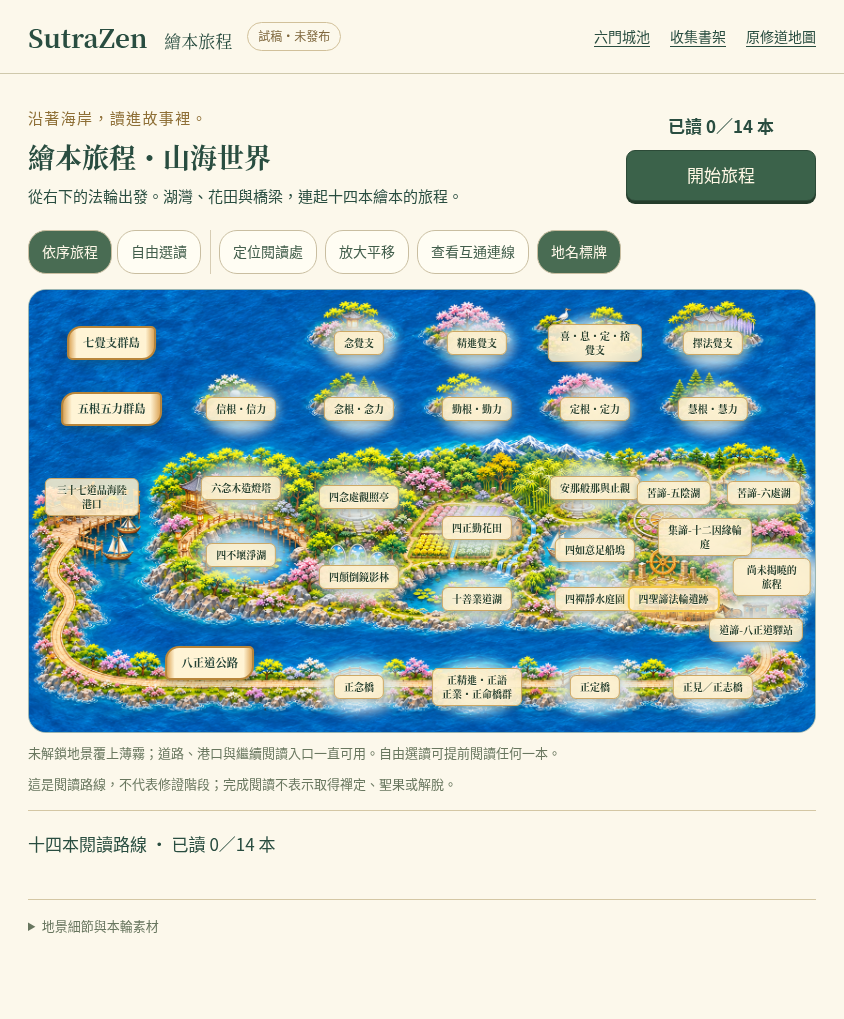 SutraZen 繪本旅程 試稿・未發布 六門城池 收集書架 原修道地圖
沿著海岸，讀進故事裡。
已讀 0／14 本
繪本旅程・山海世界
開始旅程
從右下的法輪出發。湖灣、花田與橋梁，連起十四本繪本的旅程。
依序旅程 自由選讀 定位閱讀處 放大平移 查看互通連線 地名標牌
七覺支群島
念覺支
精進覺支
喜・息・定・捨
覺支
擇法覺支
五根五力群島
信根・信力
念根・念力
勤根・勤力
定根・定力
慧根・慧力
三十七道品海陸
港口
六念木造燈塔
四念處觀照亭
安那般那與止觀
苦諦-五陰湖
苦諦-六處湖
四正勤花田
集諦-十二因緣輪
庭
四不壞淨湖
四如意足船塢
四顛倒鏡影林
尚未揭曉的
旅程
十善業道湖
四禪靜水庭園
四聖諦法輪遺跡
道諦-八正道驛站
八正道公路
正念橋
正精進・正語
正業・正命橋群
正定橋
正見／正志橋
未解鎖地景覆上薄霧；道路、港口與繼續閱讀入口一直可用。自由選讀可提前閱讀任何一本。
這是閱讀路線，不代表修證階段；完成閱讀不表示取得禪定、聖果或解脫。
十四本閱讀路線 ・ 已讀 0／14 本
▶ 地景細節與本輪素材